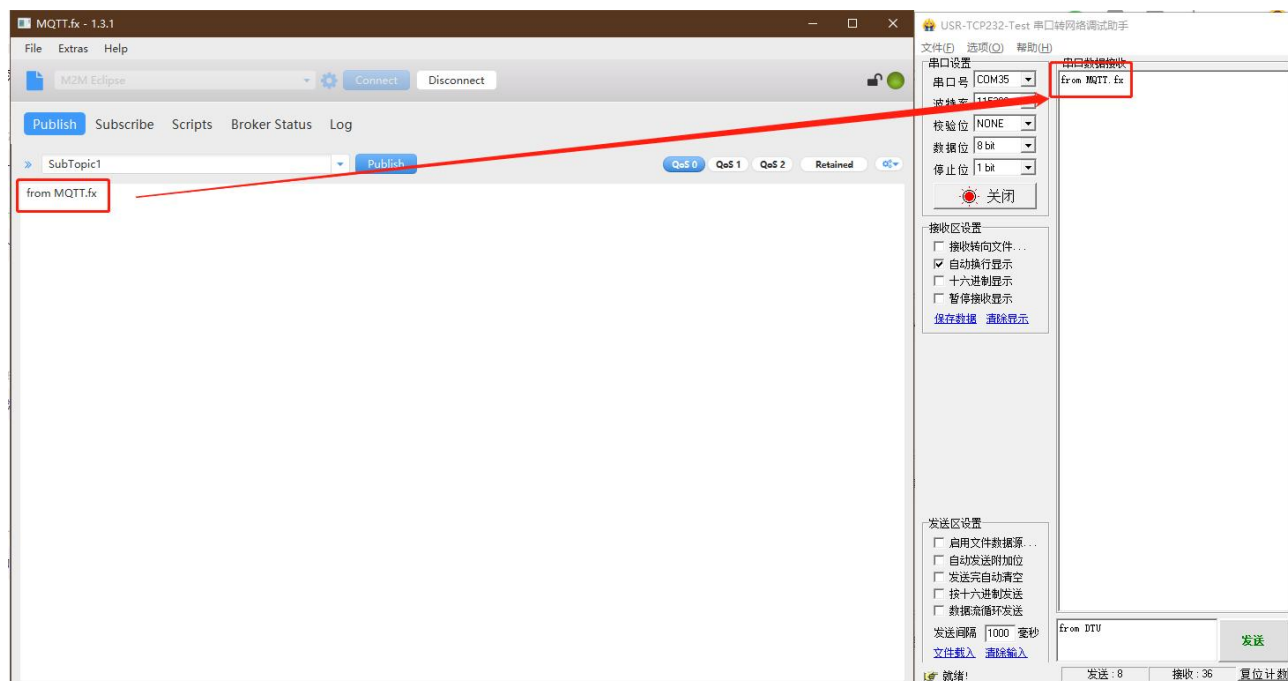 MQTT.fx - 1.3.1
File Extras Help
M2M Eclipse
Connect
Disconnect
Publish Subscribe Scripts Broker Status Log
SubTopic1
Publish
QoS 0 QoS 1 QoS 2 Retained
from MQTT.fx
USR-TCP232-Test 串口转网络调试助手
文件(F) 选项(O) 帮助(H)
串口设置
串口号 COM35
波特率
校验位 NONE
数据位 8 bit
停止位 1 bit
关闭
接收区设置
接收转向文件...
自动换行显示
十六进制显示
暂停接收显示
保存数据 清除显示
发送区设置
启用文件数据源...
自动发送附加位
发送完自动清空
按十六进制发送
数据流循环发送
发送间隔 1000 毫秒
文件载入 清除输入
串口数据接收
from MQTT.fx
from DTU
发送
就绪!
发送:8
接收:36
复位计数